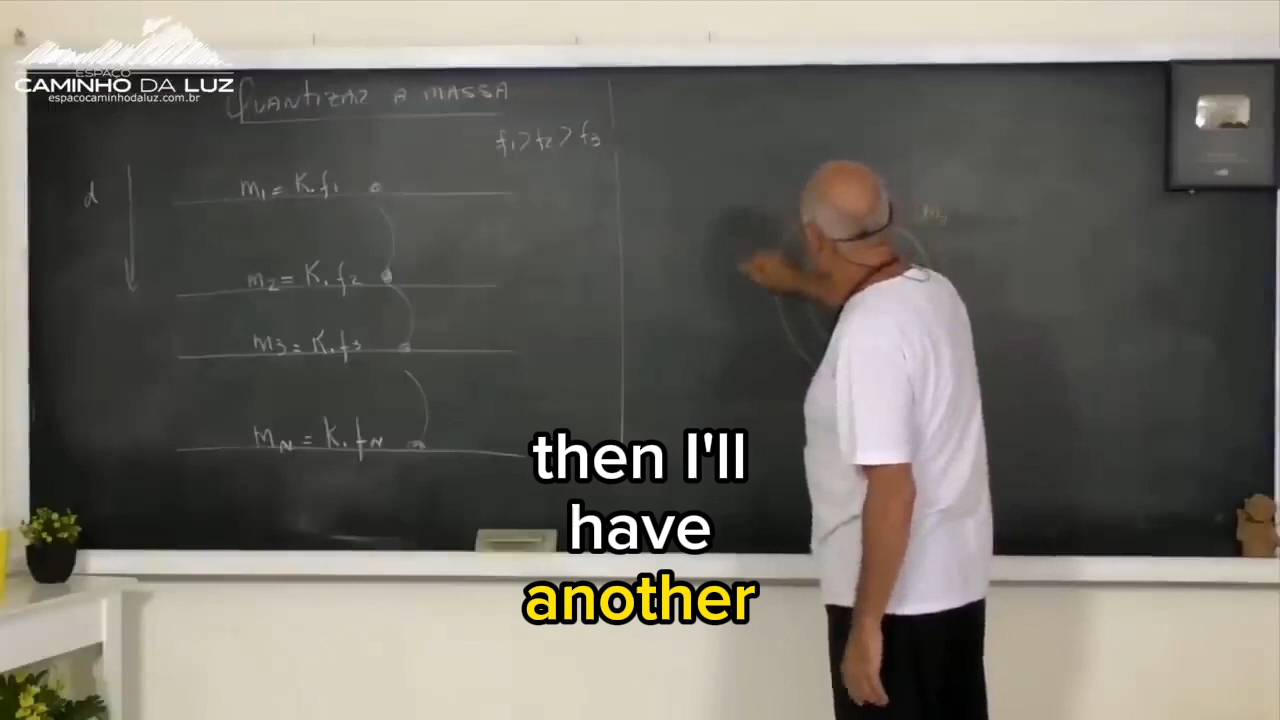 ESPAÇO
CAMINHO DA LUZ
espacocaminhodaluz.com.br
QUANTIZAR A MASSA
f1 > f2 > f3
d
m1 = K.f1
m2 = K.f2
m3 = K.f3
mN = K.fN
then I'll
have
another